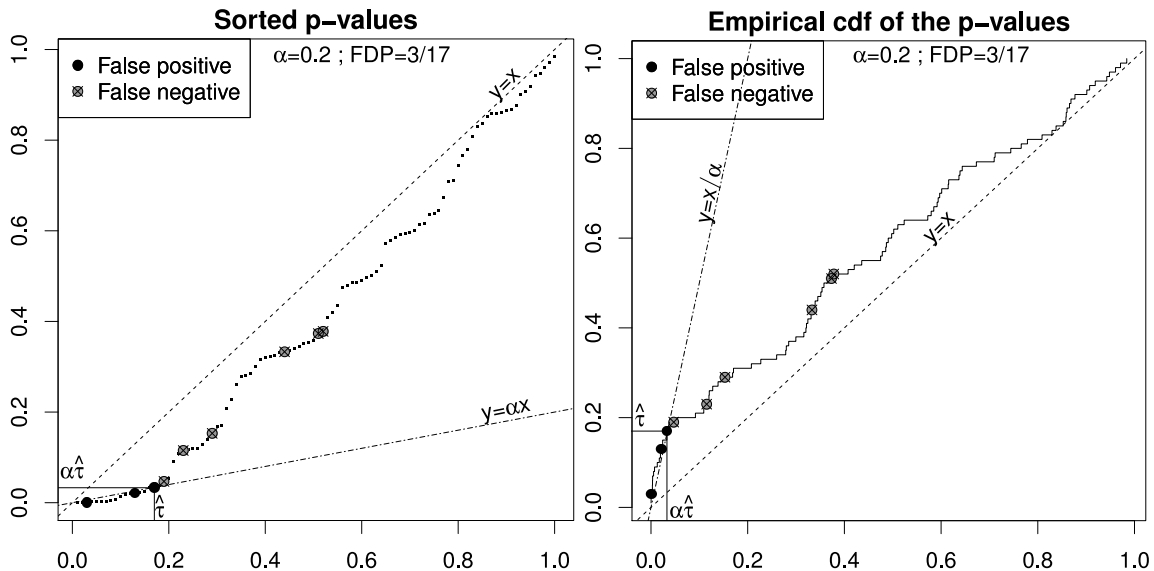 Sorted p−values
α=0.2 ; FDP=3/17
False positive
False negative
y=x
y=αx
ατ̂
τ̂
0.0 0.2 0.4 0.6 0.8 1.0
0.0 0.2 0.4 0.6 0.8 1.0
Empirical cdf of the p−values
α=0.2 ; FDP=3/17
False positive
False negative
y=x/α
y=x
τ̂
ατ̂
0.0 0.2 0.4 0.6 0.8 1.0
0.0 0.2 0.4 0.6 0.8 1.0